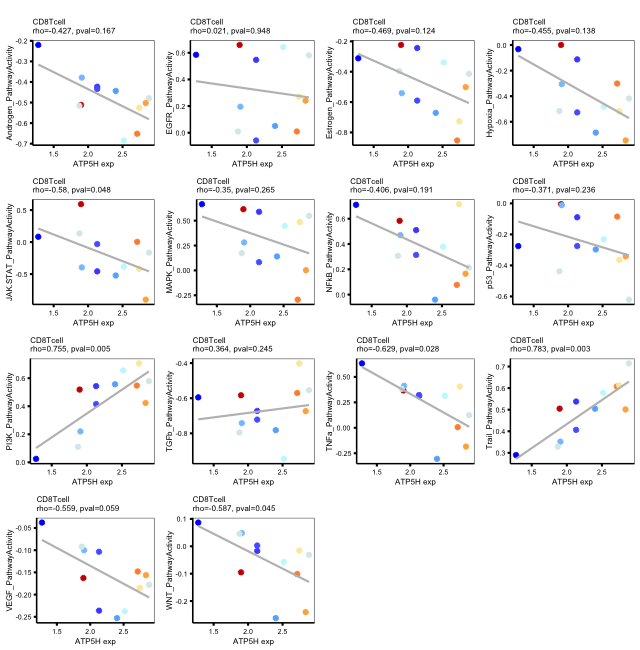 CD8Tcell
rho=-0.427, pval=0.167
Androgen_PathwayActivity
-0.2
-0.3
-0.4
-0.5
-0.6
-0.7
1.5
2.0
2.5
ATP5H exp
CD8Tcell
rho=0.021, pval=0.948
EGFR_PathwayActivity
0.6
0.4
0.2
0.0
1.5
2.0
2.5
ATP5H exp
CD8Tcell
rho=-0.469, pval=0.124
Estrogen_PathwayActivity
-0.2
-0.4
-0.6
-0.8
1.5
2.0
2.5
ATP5H exp
CD8Tcell
rho=-0.455, pval=0.138
Hypoxia_PathwayActivity
0.0
-0.2
-0.4
-0.6
1.5
2.0
2.5
ATP5H exp
CD8Tcell
rho=-0.58, pval=0.048
JAK.STAT_PathwayActivity
0.5
0.0
-0.5
1.5
2.0
2.5
ATP5H exp
CD8Tcell
rho=-0.35, pval=0.265
MAPK_PathwayActivity
0.50
0.25
0.00
-0.25
1.5
2.0
2.5
ATP5H exp
CD8Tcell
rho=-0.406, pval=0.191
NFkB_PathwayActivity
0.6
0.4
0.2
0.0
1.5
2.0
2.5
ATP5H exp
CD8Tcell
rho=-0.371, pval=0.236
p53_PathwayActivity
0.0
-0.2
-0.4
-0.6
1.5
2.0
2.5
ATP5H exp
CD8Tcell
rho=0.755, pval=0.005
PI3K_PathwayActivity
0.6
0.4
0.2
0.0
1.5
2.0
2.5
ATP5H exp
CD8Tcell
rho=0.364, pval=0.245
TGFb_PathwayActivity
-0.4
-0.6
-0.8
1.5
2.0
2.5
ATP5H exp
CD8Tcell
rho=-0.629, pval=0.028
TNFa_PathwayActivity
0.50
0.25
0.00
-0.25
1.5
2.0
2.5
ATP5H exp
CD8Tcell
rho=0.783, pval=0.003
Trail_PathwayActivity
0.7
0.6
0.5
0.4
0.3
1.5
2.0
2.5
ATP5H exp
CD8Tcell
rho=-0.559, pval=0.059
VEGF_PathwayActivity
-0.05
-0.10
-0.15
-0.20
-0.25
1.5
2.0
2.5
ATP5H exp
CD8Tcell
rho=-0.587, pval=0.045
WNT_PathwayActivity
0.1
0.0
-0.1
-0.2
1.5
2.0
2.5
ATP5H exp